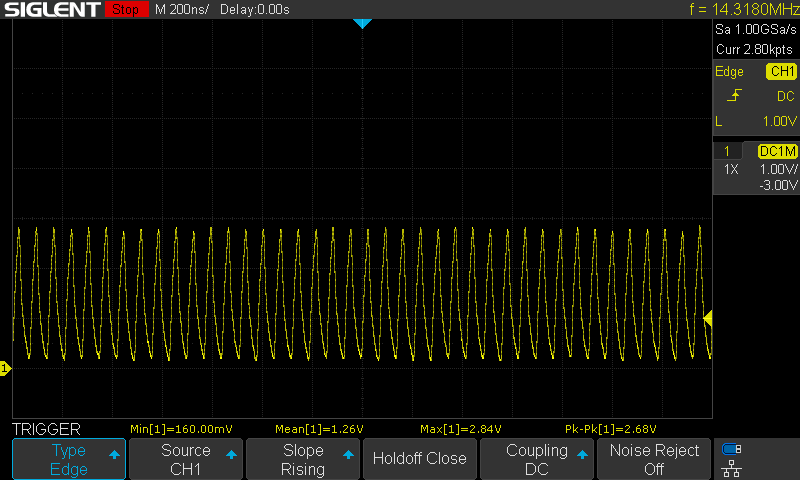 SIGLENT Stop M 200ns/ Delay:0.00s f = 14.3180MHz
Sa 1.00GSa/s
Curr 2.80kpts
Edge CH1
DC
L 1.00V
1 DC1M
1X 1.00V/
-3.00V
1
TRIGGER Min[1]=160.00mV Mean[1]=1.26V Max[1]=2.84V Pk-Pk[1]=2.68V
Type Source Slope Holdoff Close Coupling Noise Reject
Edge CH1 Rising DC Off